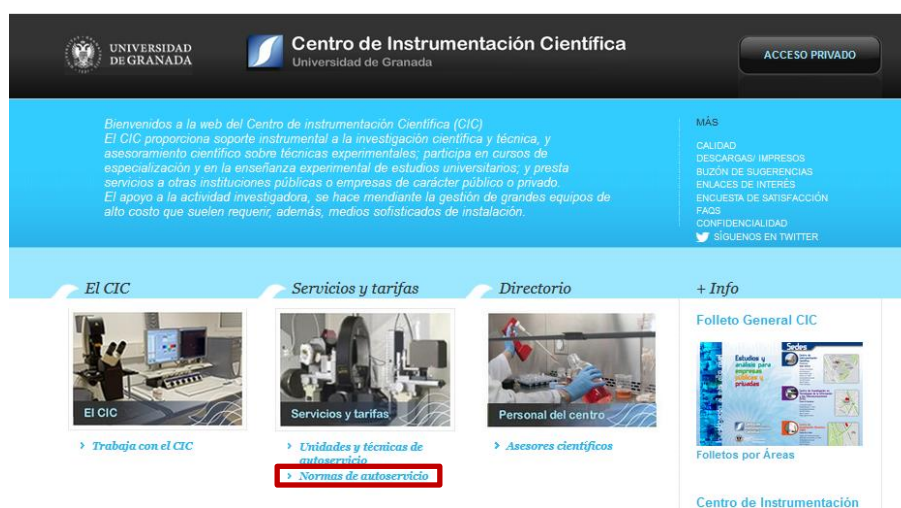 UNIVERSIDAD
DE GRANADA
Centro de Instrumentación Científica
Universidad de Granada
ACCESO PRIVADO
Bienvenidos a la web del Centro de instrumentación Científica (CIC)
El CIC proporciona soporte instrumental a la investigación científica y técnica, y
asesoramiento científico sobre técnicas experimentales; participa en cursos de
especialización y en la enseñanza experimental de estudios universitarios; y presta
servicios a otras instituciones públicas o empresas de carácter público o privado.
El apoyo a la actividad investigadora, se hace mendiante la gestión de grandes equipos de
alto costo que suelen requerir, además, medios sofisticados de instalación.
MÁS
CALIDAD
DESCARGAS/ IMPRESOS
BUZÓN DE SUGERENCIAS
ENLACES DE INTERÉS
ENCUESTA DE SATISFACCIÓN
FAQS
CONFIDENCIALIDAD
SÍGUENOS EN TWITTER
El CIC
Servicios y tarifas
Directorio
+ Info
El CIC
Servicios y tarifas
Personal del centro
› Trabaja con el CIC
› Unidades y técnicas de
autoservicio
› Normas de autoservicio
› Asesores científicos
Folleto General CIC
Estudios y
análisis para
empresas
públicas y
privadas
Sedes
Folletos por Áreas
Centro de Instrumentación